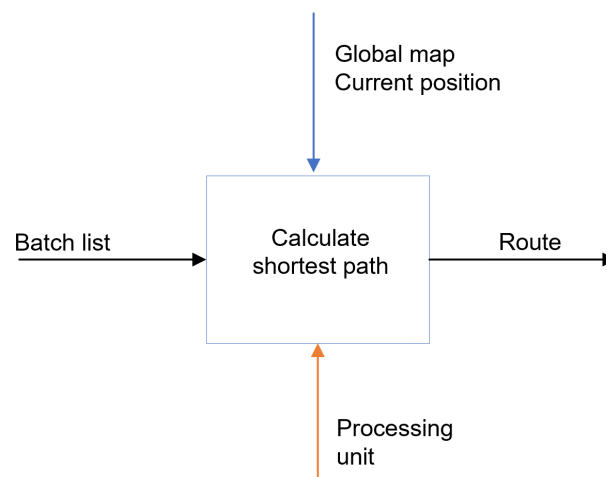 Global map
Current position
Batch list
Calculate
shortest path
Route
Processing
unit